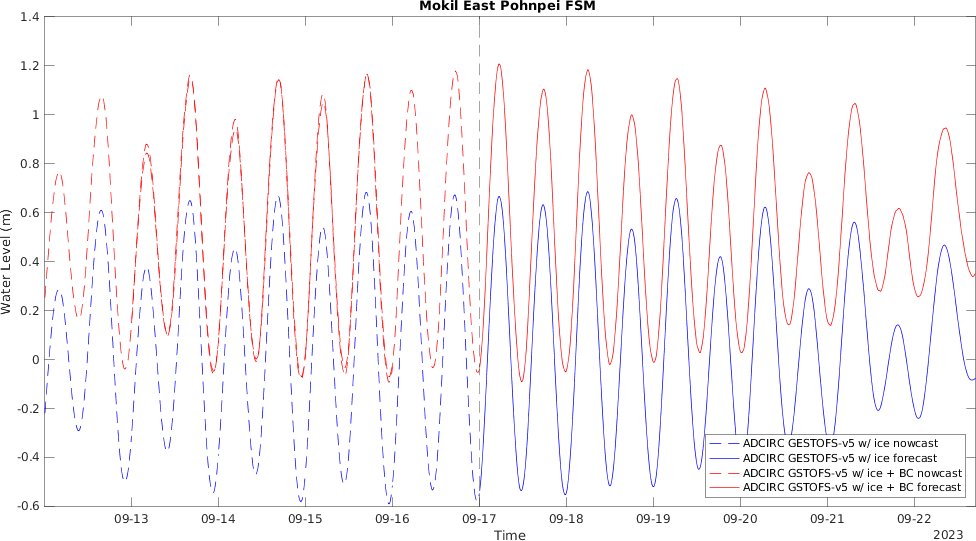 Mokil East Pohnpei FSM
1.4
1.2
1
0.8
0.6
0.4
0.2
0
-0.2
-0.4
-0.6
Water Level (m)
ADCIRC GESTOFS-v5 w/ ice nowcast
ADCIRC GESTOFS-v5 w/ ice forecast
ADCIRC GSTOFS-v5 w/ ice + BC nowcast
ADCIRC GSTOFS-v5 w/ ice + BC forecast
09-13 09-14 09-15 09-16 09-17 09-18 09-19 09-20 09-21 09-22
Time
2023